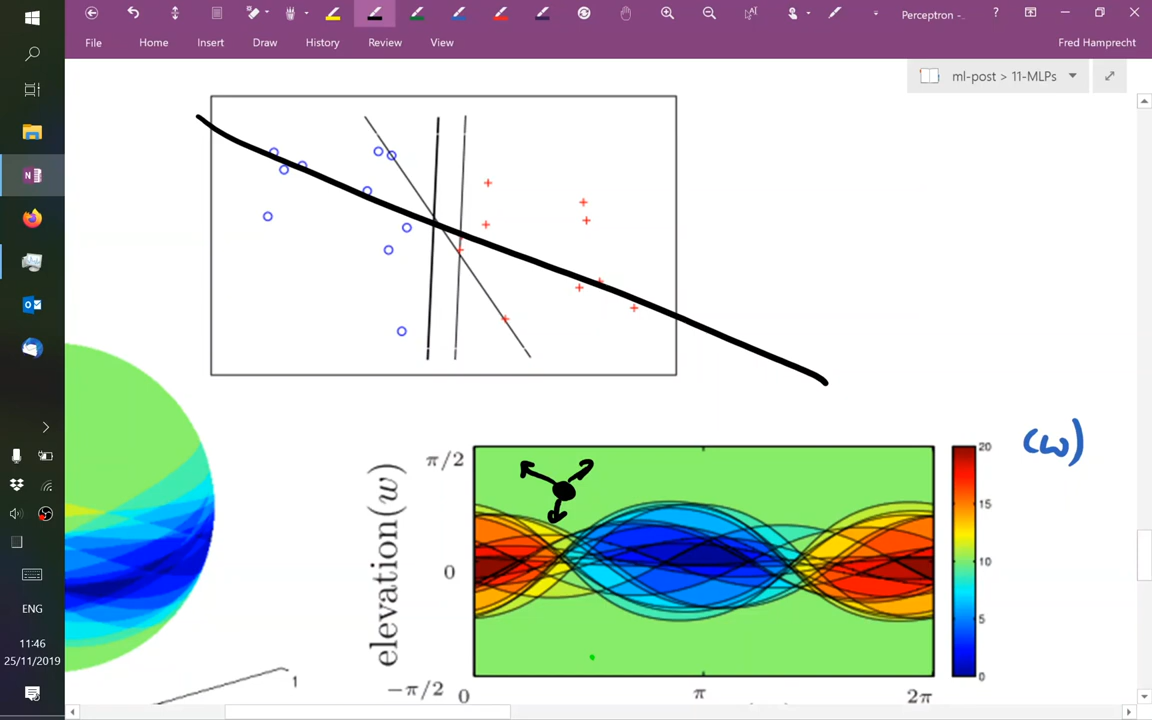 Perceptron -..
?
File Home Insert Draw History Review View
Fred Hamprecht
ml-post > 11-MLPs
(w)
π/2
0
−π/2
elevation(w)
0
π
2π
20
15
10
5
0
1
ENG
11:46
25/11/2019